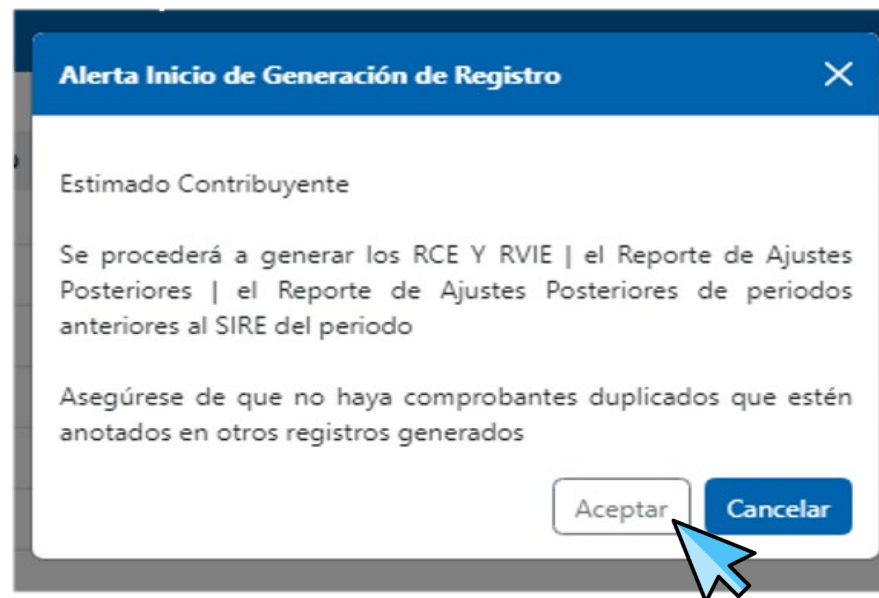 Alerta Inicio de Generación de Registro
Estimado Contribuyente
Se procederá a generar los RCE Y RVIE | el Reporte de Ajustes
Posteriores | el Reporte de Ajustes Posteriores de periodos
anteriores al SIRE del periodo
Asegúrese de que no haya comprobantes duplicados que estén
anotados en otros registros generados
Aceptar
Cancelar